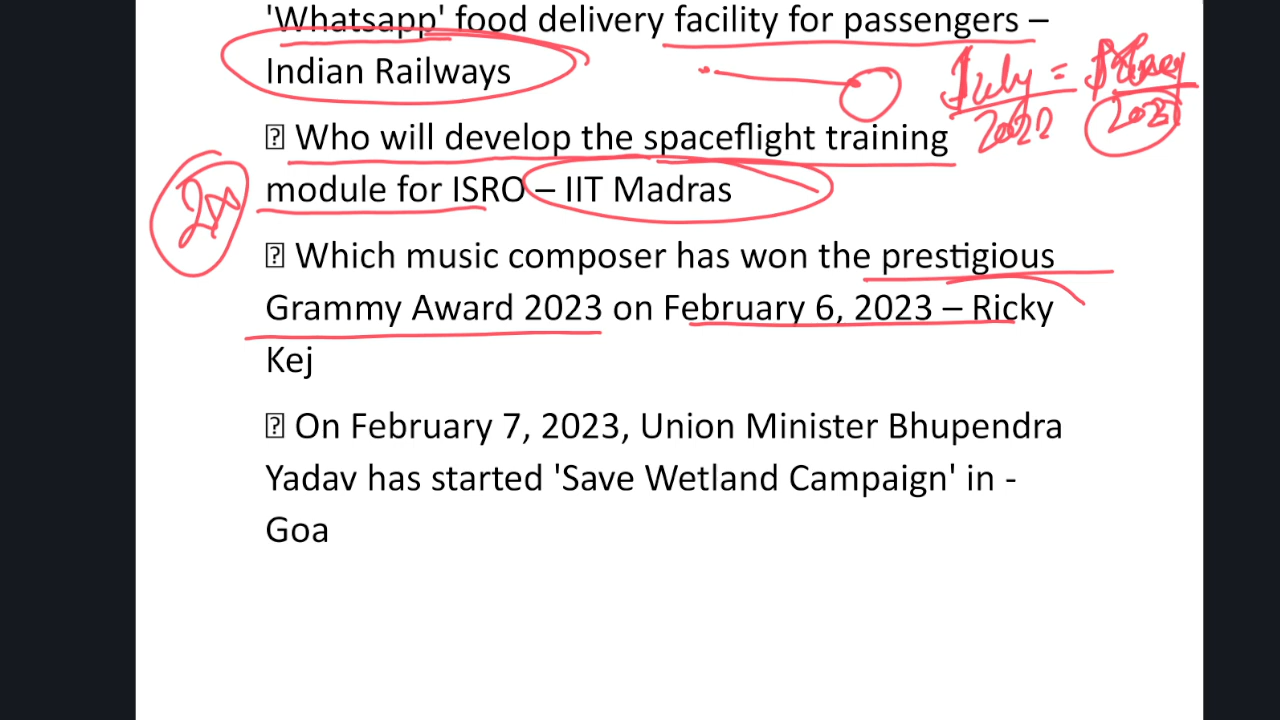 'Whatsapp' food delivery facility for passengers –
Indian Railways
July =
2022 2023
Who will develop the spaceflight training
module for ISRO – IIT Madras
Which music composer has won the prestigious
Grammy Award 2023 on February 6, 2023 – Ricky
Kej
On February 7, 2023, Union Minister Bhupendra
Yadav has started 'Save Wetland Campaign' in -
Goa